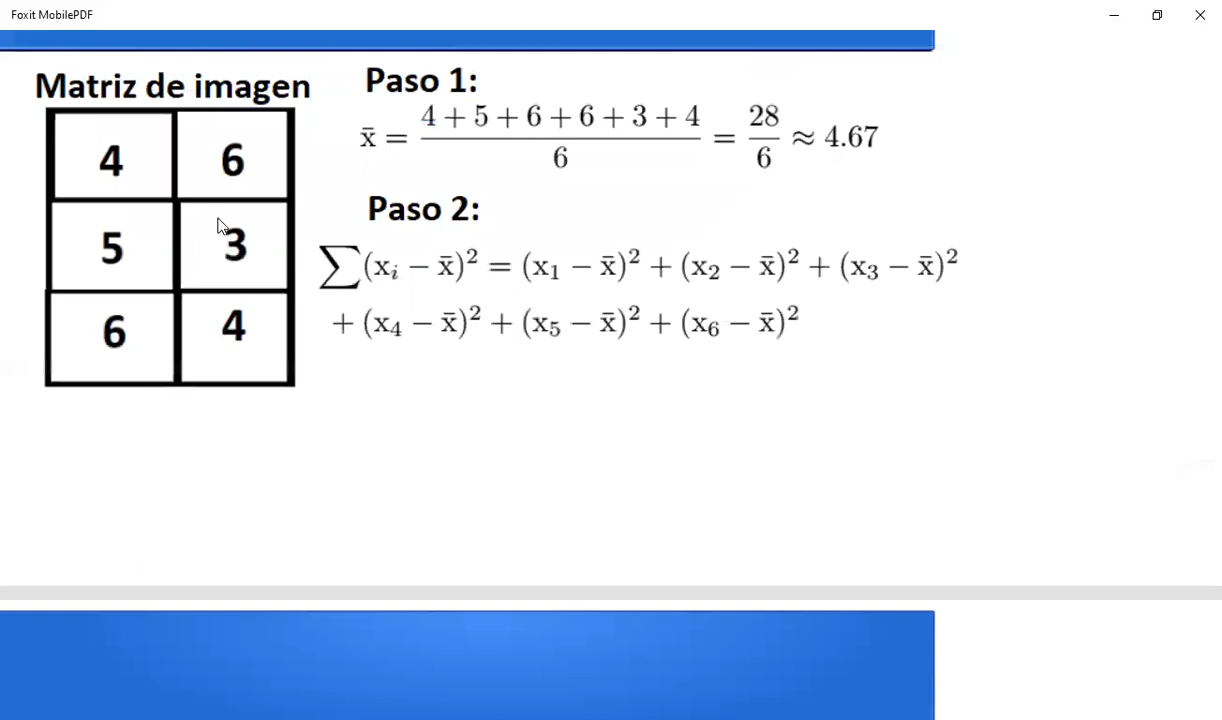 Foxit MobilePDF
Matriz de imagen
4 6
5 3
6 4
Paso 1:
x̄ = (4 + 5 + 6 + 6 + 3 + 4)/6 = 28/6 ≈ 4.67
Paso 2:
∑(xᵢ − x̄)² = (x₁ − x̄)² + (x₂ − x̄)² + (x₃ − x̄)²
+ (x₄ − x̄)² + (x₅ − x̄)² + (x₆ − x̄)²